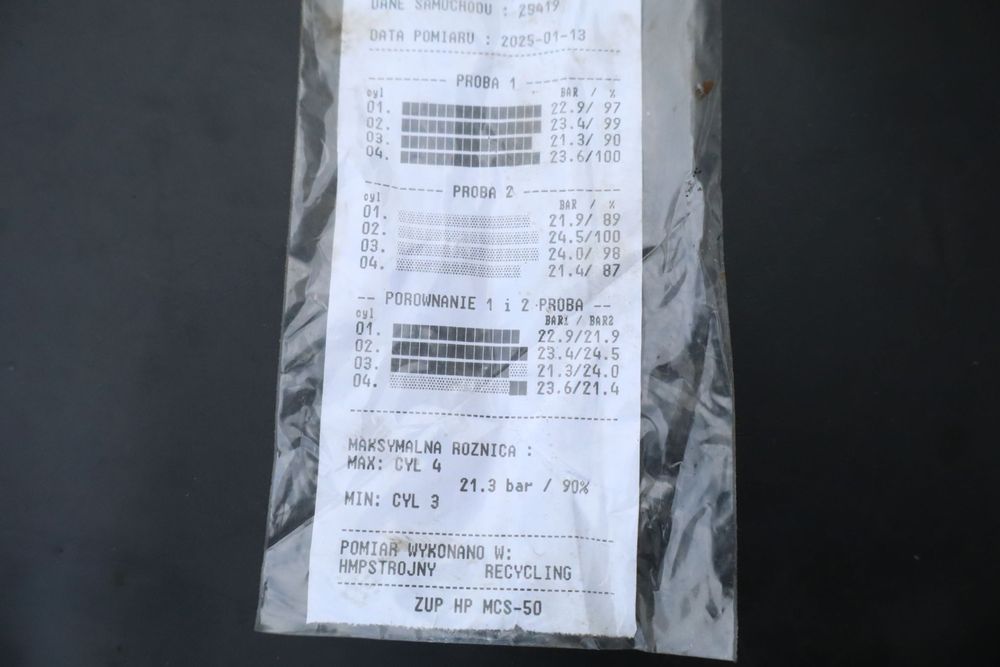 DANE SAMOCHODU : 29419
DATA POMIARU : 2025-01-13
PROBA 1
cyl BAR / %
01. 22.9/ 97
02. 23.4/ 99
03. 21.3/ 90
04. 23.6/100
PROBA 2
cyl BAR / %
01. 21.9/ 89
02. 24.5/100
03. 24.0/ 98
04. 21.4/ 87
-- POROWNANIE 1 i 2 PROBA --
cyl BAR1 / BAR2
01. 22.9/21.9
02. 23.4/24.5
03. 21.3/24.0
04. 23.6/21.4
MAKSYMALNA ROZNICA :
MAX: CYL 4
21.3 bar / 90%
MIN: CYL 3
POMIAR WYKONANO W:
HMPSTROJNY RECYCLING
ZUP HP MCS-50